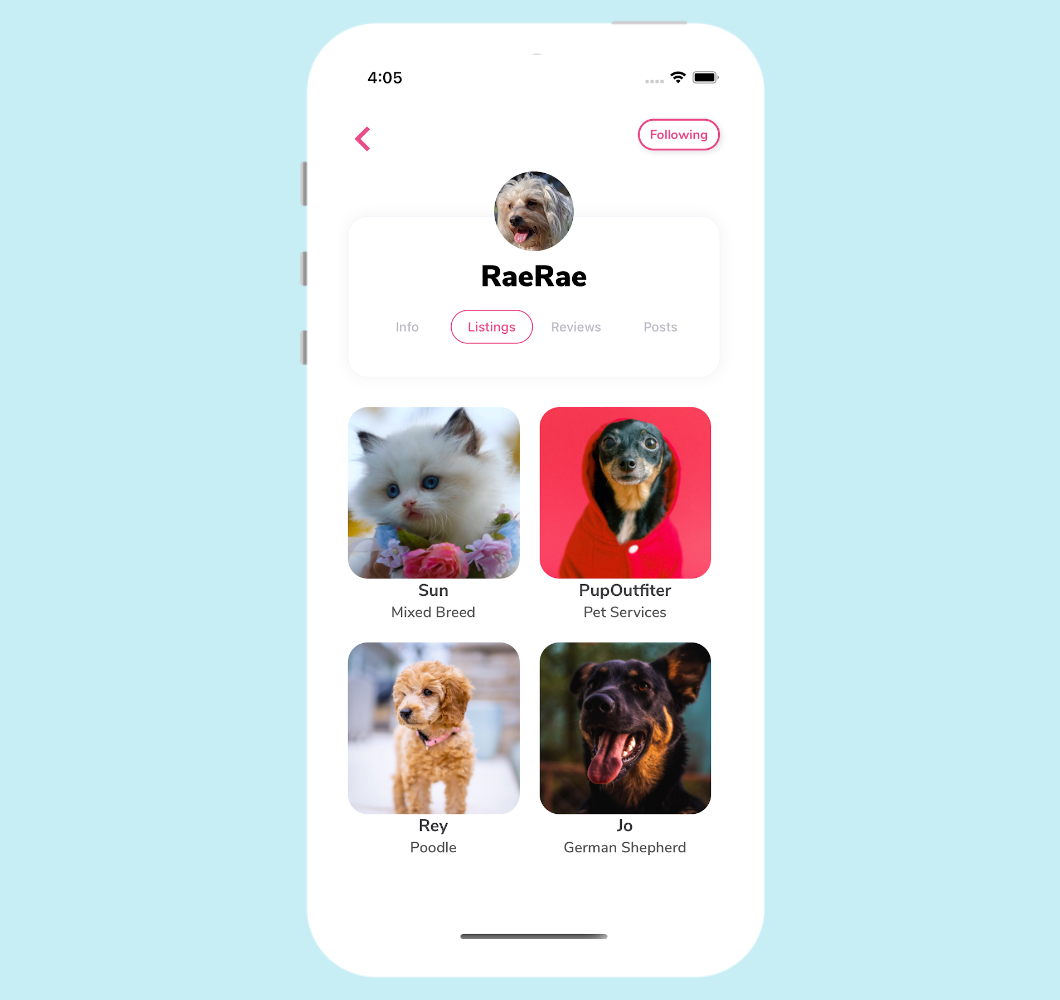 4:05
Following
RaeRae
Info Listings Reviews Posts
Sun PupOutfiter
Mixed Breed Pet Services
Rey Jo
Poodle German Shepherd